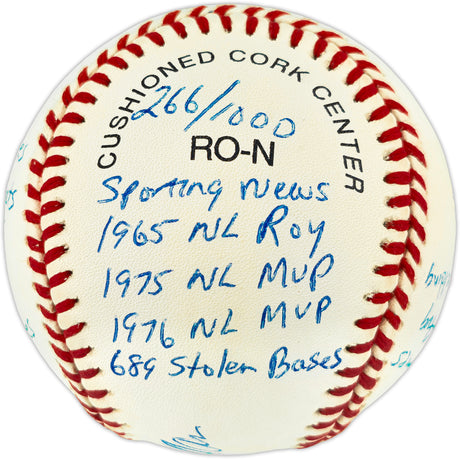 CUSHIONED CORK CENTER
266/1000
RO-N
Sporting News
1965 NL Roy
1975 NL MVP
1976 NL MVP
689 Stolen Bases